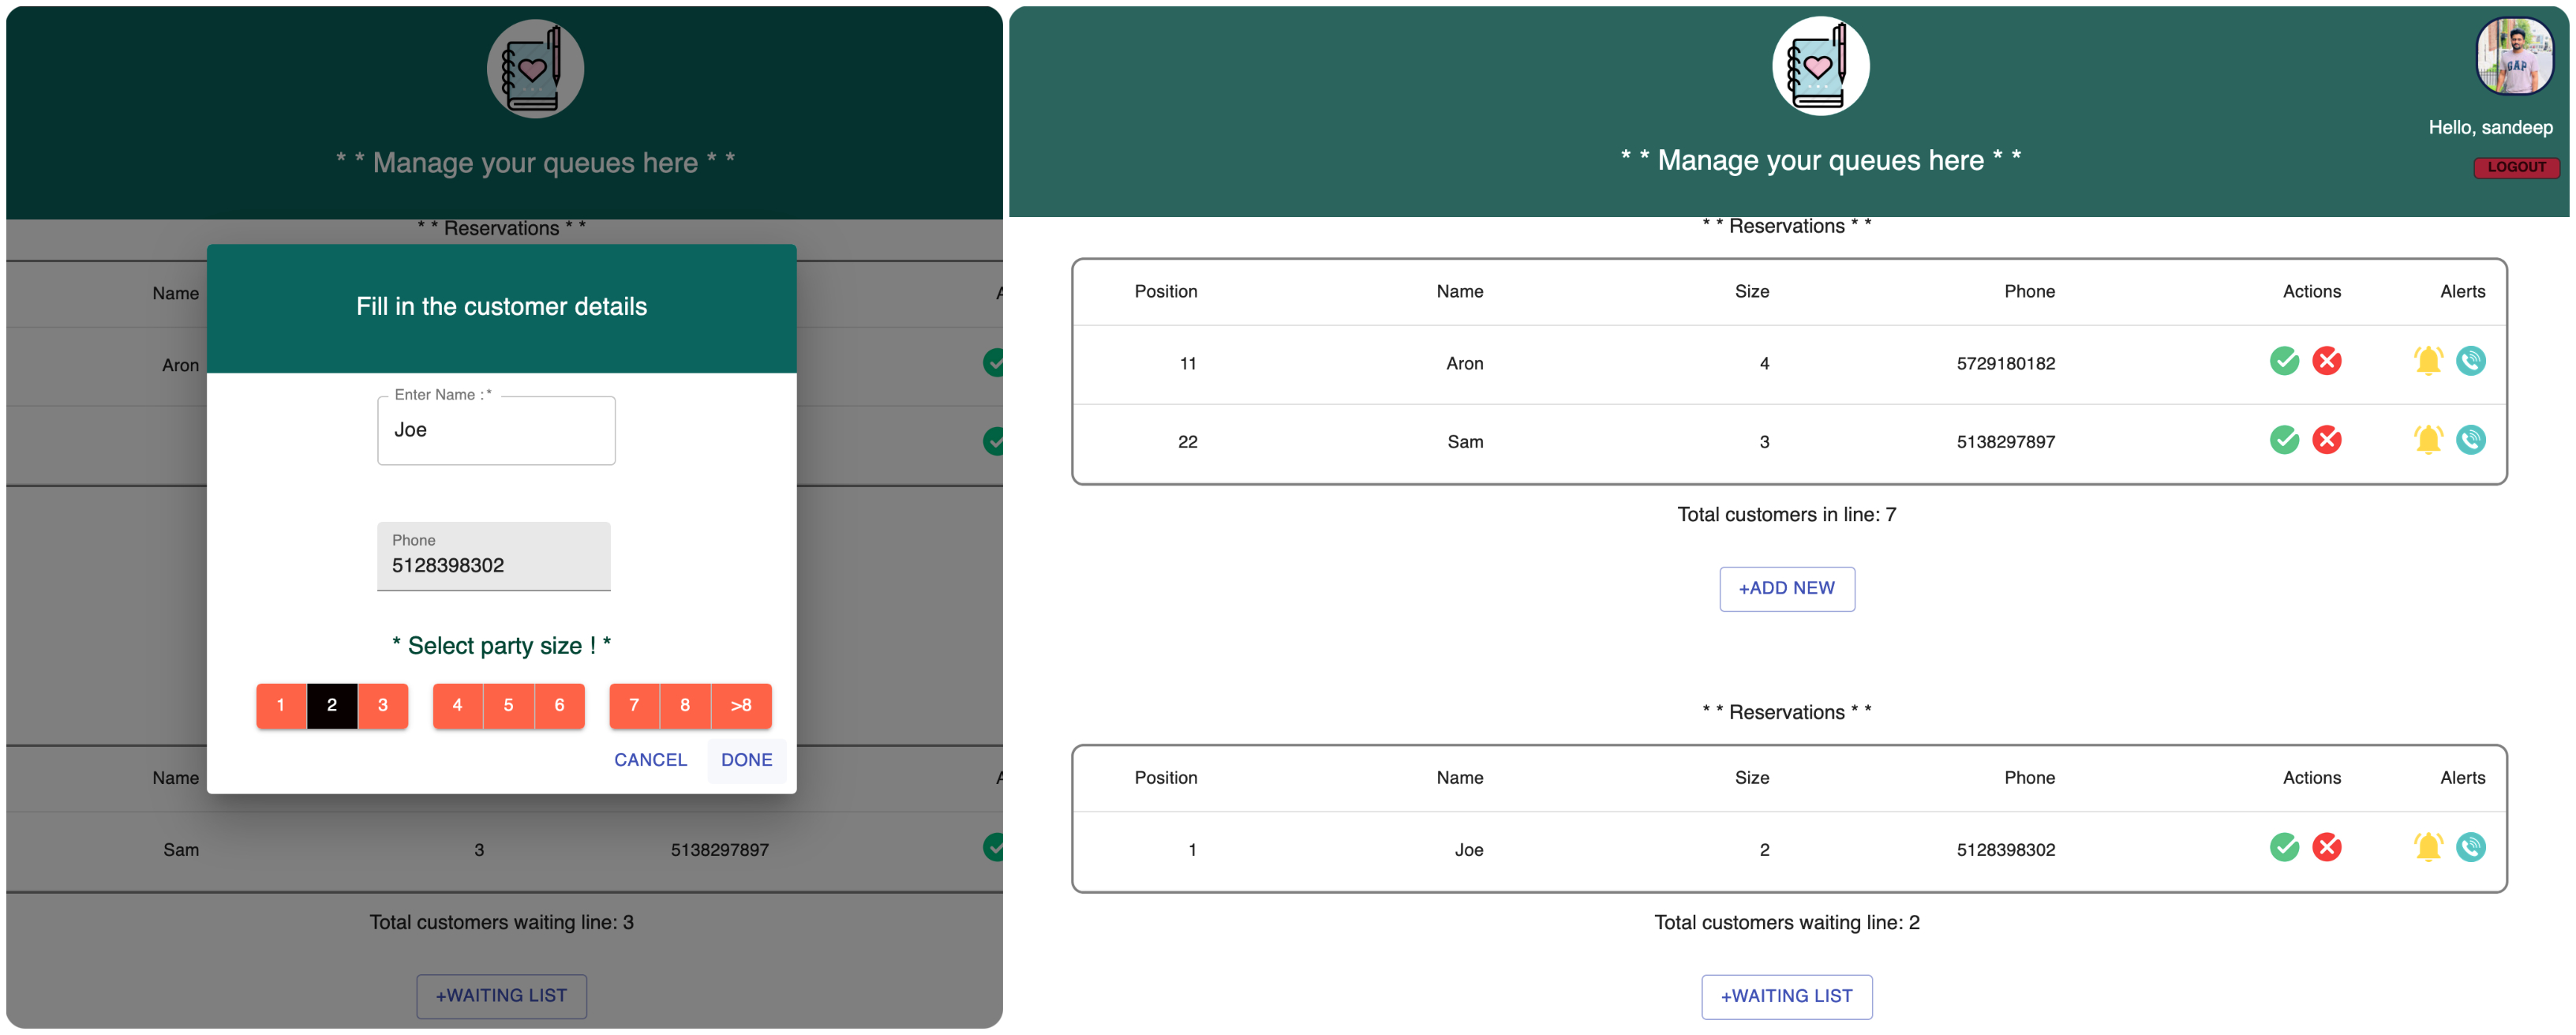 * * Manage your queues here * *
* * Reservations * *
Name
Aron
Fill in the customer details
Enter Name : *
Joe
Phone
5128398302
* Select party size ! *
1 2 3 4 5 6 7 8 >8
CANCEL DONE
Name
Sam 3 5138297897
Total customers waiting line: 3
+WAITING LIST
* * Manage your queues here * *
GAP
Hello, sandeep
LOGOUT
* * Reservations * *
Position Name Size Phone Actions Alerts
11 Aron 4 5729180182
22 Sam 3 5138297897
Total customers in line: 7
+ADD NEW
* * Reservations * *
Position Name Size Phone Actions Alerts
1 Joe 2 5128398302
Total customers waiting line: 2
+WAITING LIST